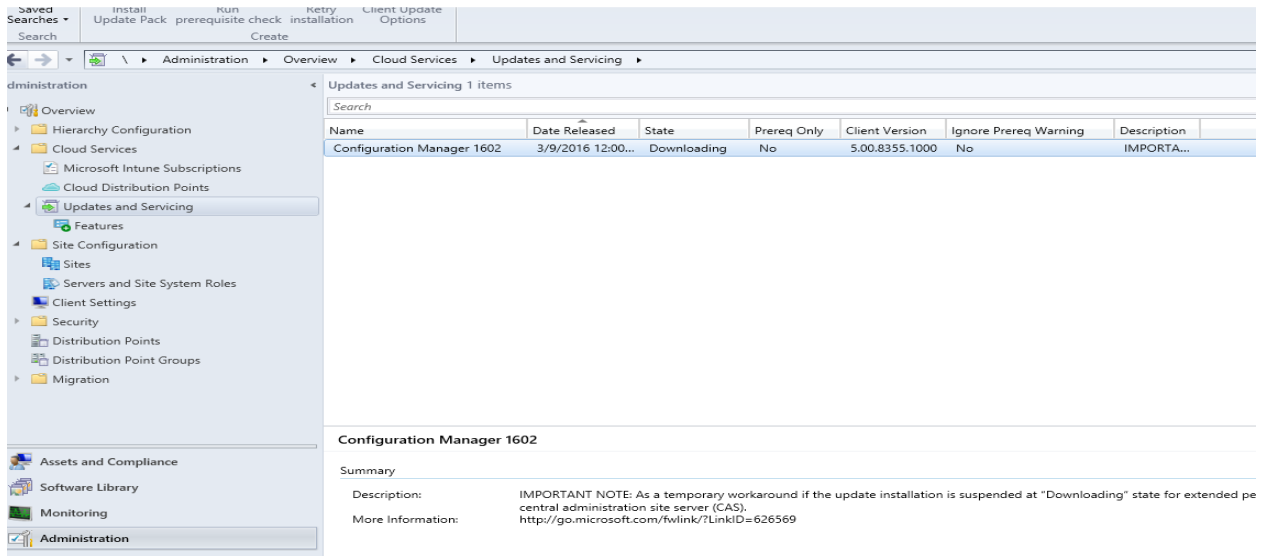 Saved Install Run Retry Client Update
Searches Update Pack prerequisite check installation Options
Search Create
\ Administration Overview Cloud Services Updates and Servicing
dministration
Overview
Hierarchy Configuration
Cloud Services
Microsoft Intune Subscriptions
Cloud Distribution Points
Updates and Servicing
Features
Site Configuration
Sites
Servers and Site System Roles
Client Settings
Security
Distribution Points
Distribution Point Groups
Migration
Assets and Compliance
Software Library
Monitoring
Administration
Updates and Servicing 1 items
Search
Name Date Released State Prereq Only Client Version Ignore Prereq Warning Description
Configuration Manager 1602 3/9/2016 12:00... Downloading No 5.00.8355.1000 No IMPORTA...
Configuration Manager 1602
Summary
Description: IMPORTANT NOTE: As a temporary workaround if the update installation is suspended at "Downloading" state for extended pe
central administration site server (CAS).
More Information: http://go.microsoft.com/fwlink/?LinkID=626569